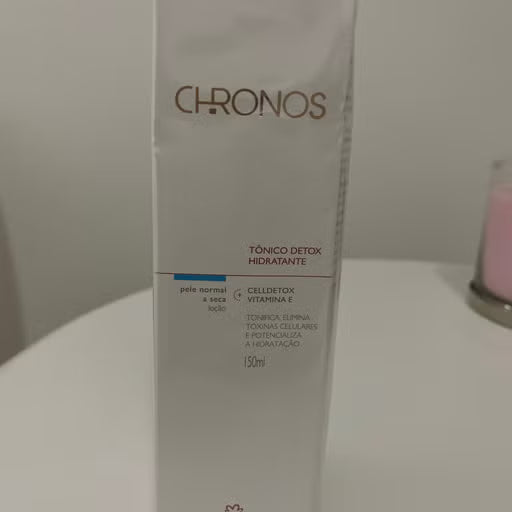 CHRONOS
TÔNICO DETOX
HIDRATANTE
pele normal
a seca
loção
CELLDETOX
VITAMINA E
TONIFICA, ELIMINA
TOXINAS CELULARES
E POTENCIALIZA
A HIDRATAÇÃO
150ml